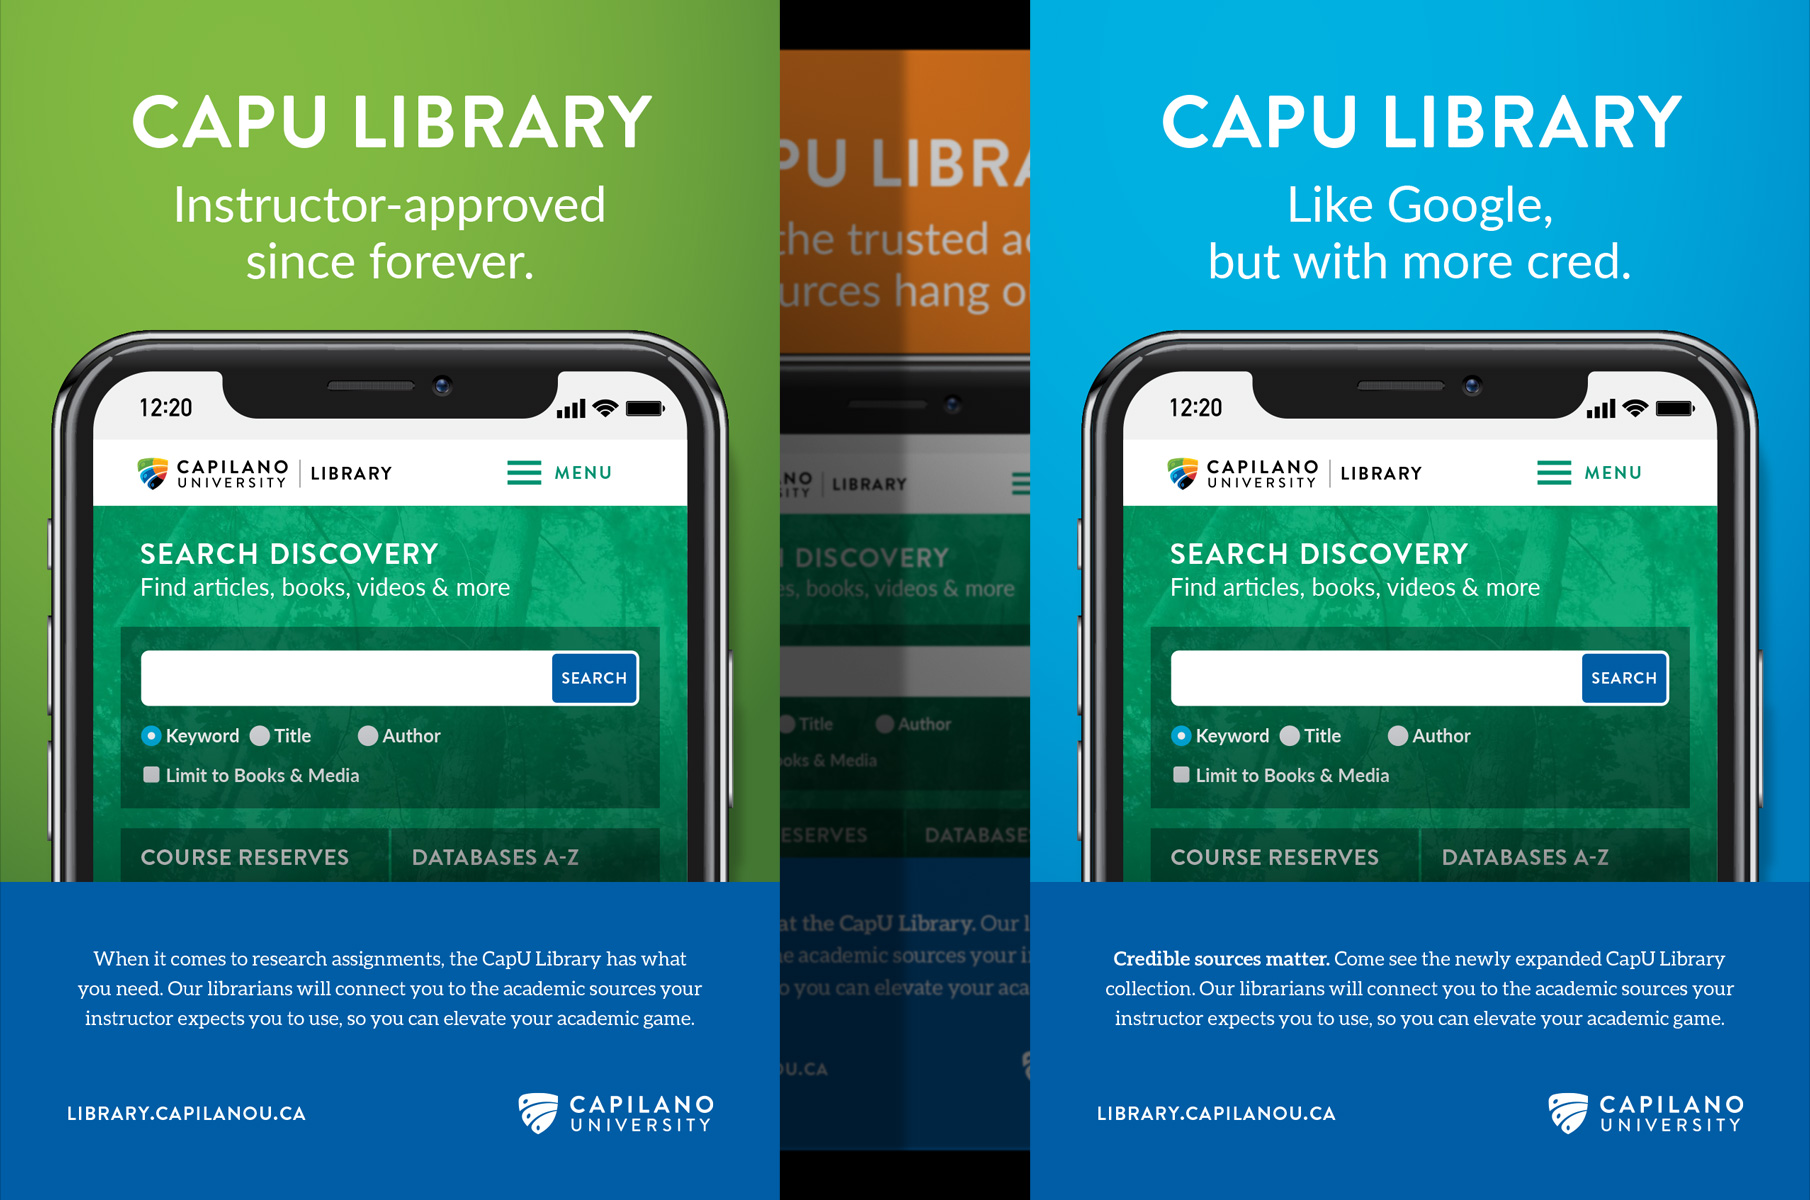 CAPU LIBRARY
Instructor-approved
since forever.
12:20
CAPILANO
UNIVERSITY
LIBRARY
MENU
SEARCH DISCOVERY
Find articles, books, videos & more
SEARCH
Keyword Title Author
Limit to Books & Media
COURSE RESERVES DATABASES A-Z
When it comes to research assignments, the CapU Library has what
you need. Our librarians will connect you to the academic sources your
instructor expects you to use, so you can elevate your academic game.
LIBRARY.CAPILANOU.CA
CAPILANO
UNIVERSITY
PU LIBRA
the trusted a
urces hang o
NO
SITY
LIBRARY
DISCOVERY
es, books, videos & more
Title Author
ooks & Media
ESERVES DATABASE
at the CapU Library. Our l
e academic sources your i
o you can elevate your aca
OU.CA
CAPU LIBRARY
Like Google,
but with more cred.
12:20
CAPILANO
UNIVERSITY
LIBRARY
MENU
SEARCH DISCOVERY
Find articles, books, videos & more
SEARCH
Keyword Title Author
Limit to Books & Media
COURSE RESERVES DATABASES A-Z
Credible sources matter. Come see the newly expanded CapU Library
collection. Our librarians will connect you to the academic sources your
instructor expects you to use, so you can elevate your academic game.
LIBRARY.CAPILANOU.CA
CAPILANO
UNIVERSITY